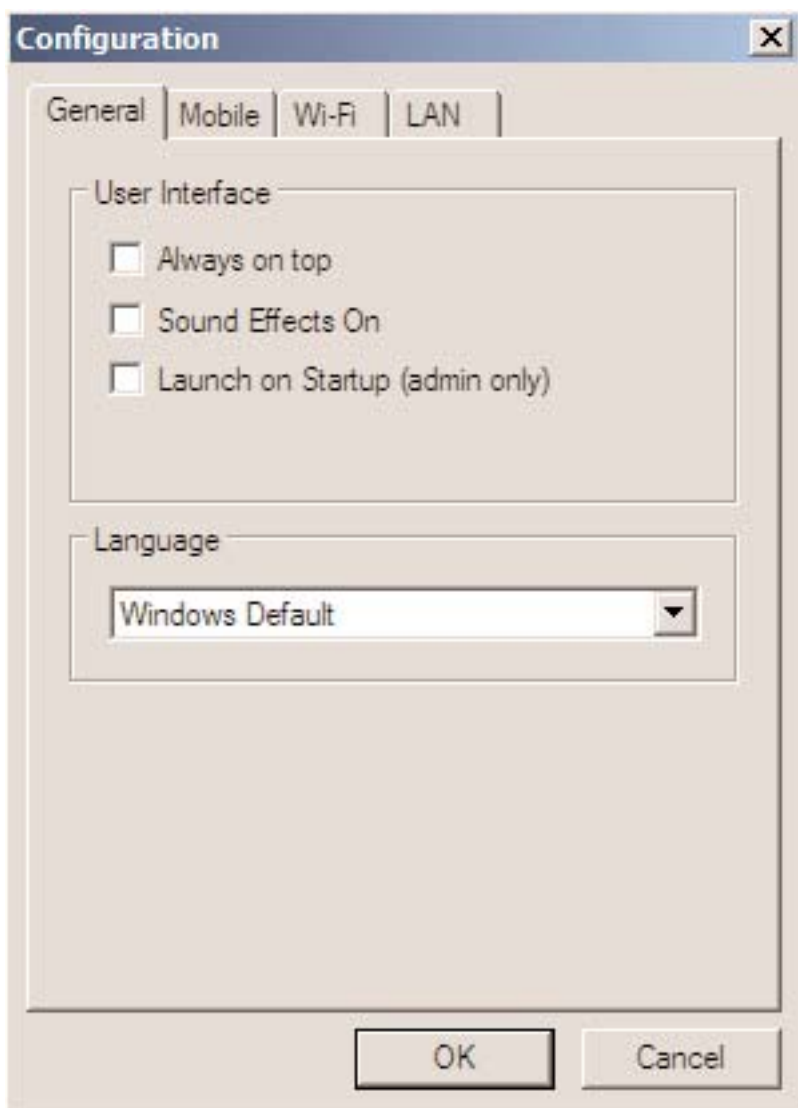 Configuration
General Mobile Wi-Fi LAN
User Interface
Always on top
Sound Effects On
Launch on Startup (admin only)
Language
Windows Default
OK Cancel